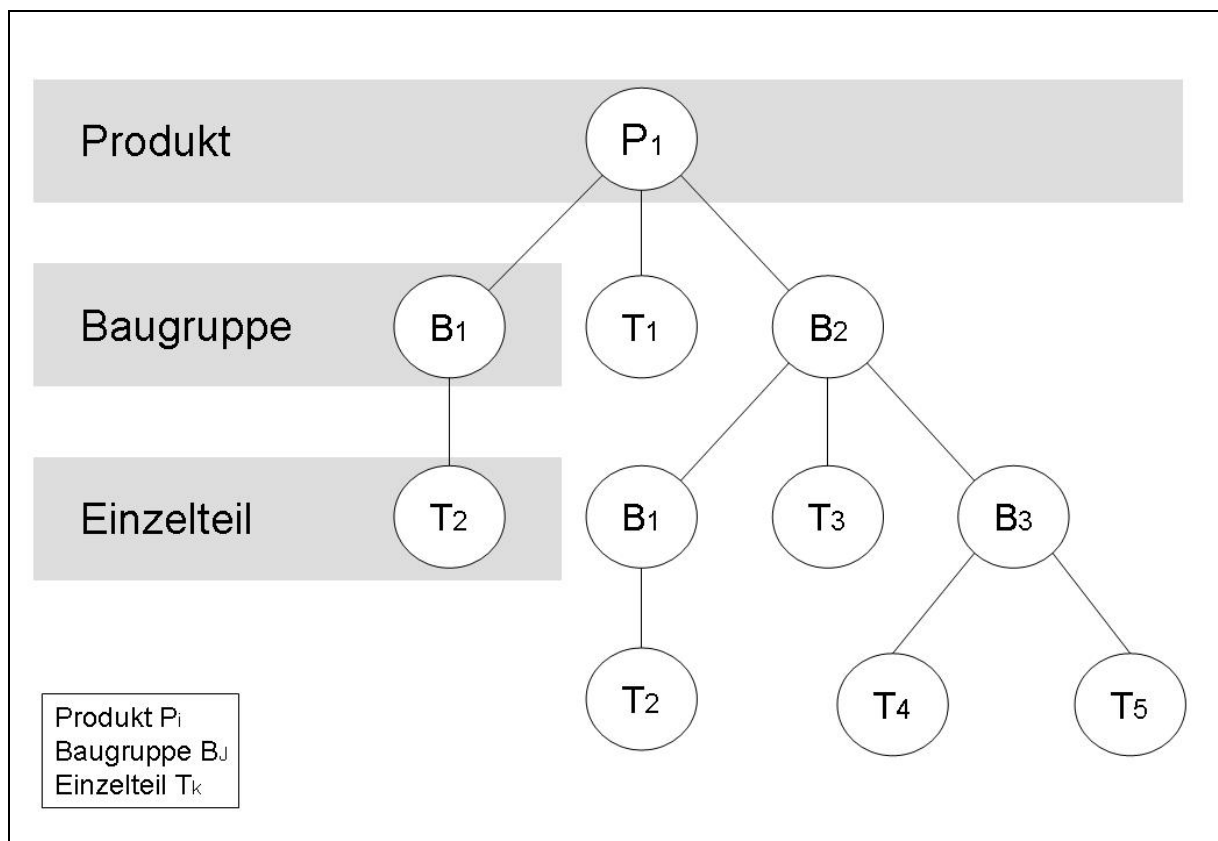 Produkt P1
Baugruppe B1 T1 B2
Einzelteil T2 B1 T3 B3
T2 T4 T5
Produkt Pi
Baugruppe BJ
Einzelteil Tk